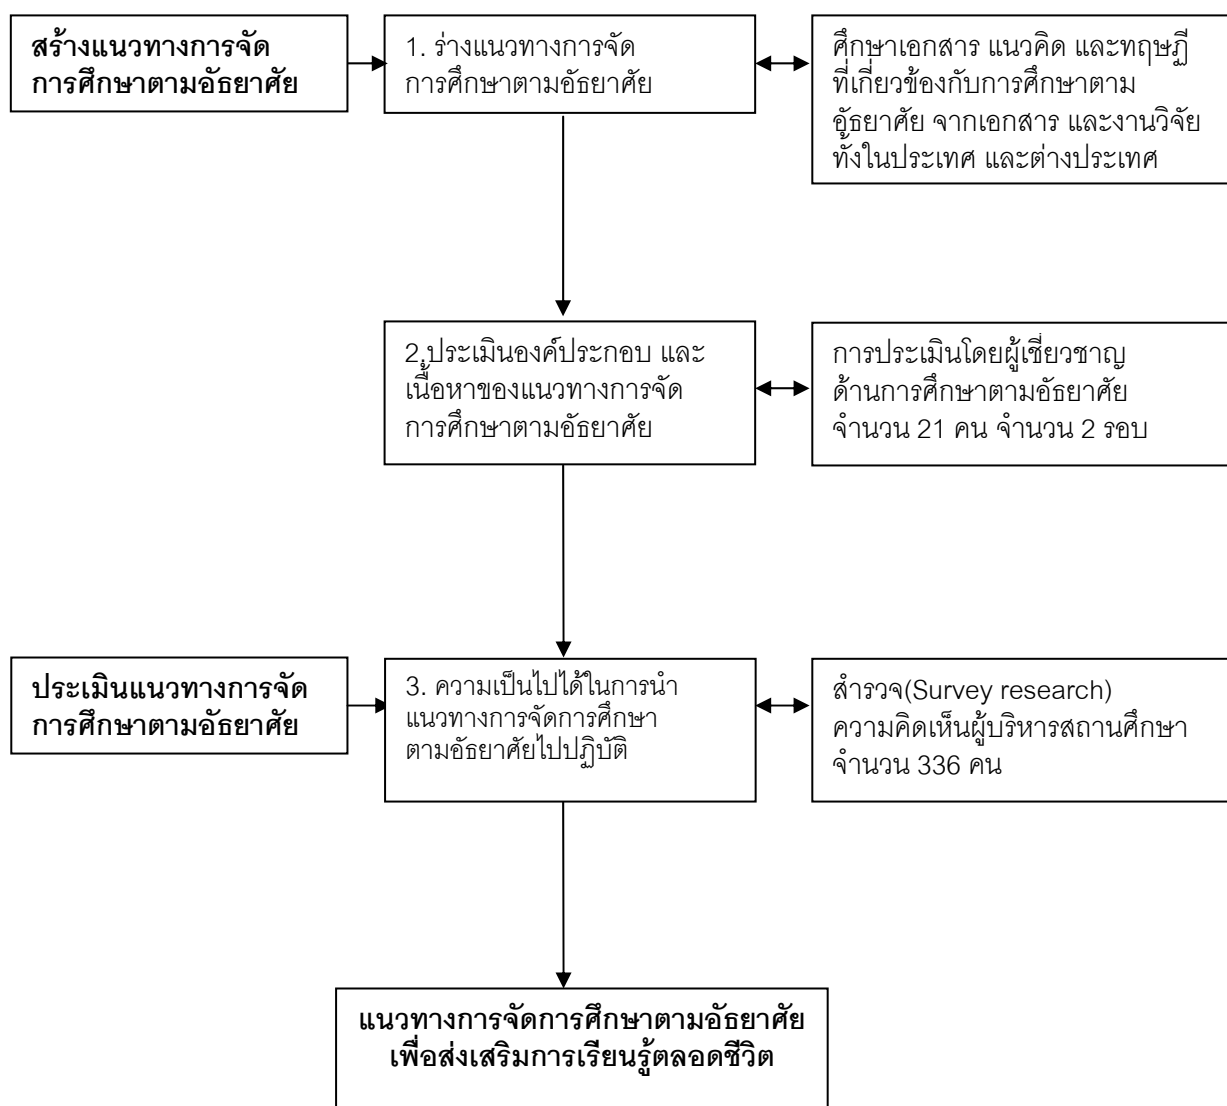 สร้างแนวทางการจัด
การศึกษาตามอัธยาศัย
1. ร่างแนวทางการจัด
การศึกษาตามอัธยาศัย
ศึกษาเอกสาร แนวคิด และทฤษฎี
ที่เกี่ยวข้องกับการศึกษาตาม
อัธยาศัย จากเอกสาร และงานวิจัย
ทั้งในประเทศ และต่างประเทศ
2.ประเมินองค์ประกอบ และ
เนื้อหาของแนวทางการจัด
การศึกษาตามอัธยาศัย
การประเมินโดยผู้เชี่ยวชาญ
ด้านการศึกษาตามอัธยาศัย
จำนวน 21 คน จำนวน 2 รอบ
ประเมินแนวทางการจัด
การศึกษาตามอัธยาศัย
3. ความเป็นไปได้ในการนำ
แนวทางการจัดการศึกษา
ตามอัธยาศัยไปปฏิบัติ
สำรวจ(Survey research)
ความคิดเห็นผู้บริหารสถานศึกษา
จำนวน 336 คน
แนวทางการจัดการศึกษาตามอัธยาศัย
เพื่อส่งเสริมการเรียนรู้ตลอดชีวิต